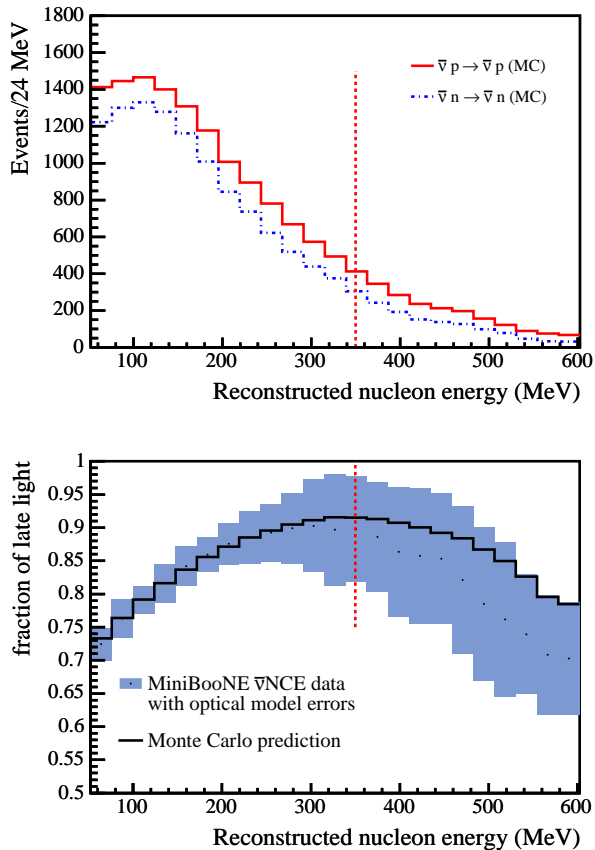 1800
1600
1400
1200
1000
800
600
400
200
0
Events/24 MeV
ν̅ p → ν̅ p (MC)
ν̅ n → ν̅ n (MC)
100 200 300 400 500 600
Reconstructed nucleon energy (MeV)
1
0.95
0.9
0.85
0.8
0.75
0.7
0.65
0.6
0.55
0.5
fraction of late light
MiniBooNE ν̅NCE data
with optical model errors
Monte Carlo prediction
100 200 300 400 500 600
Reconstructed nucleon energy (MeV)